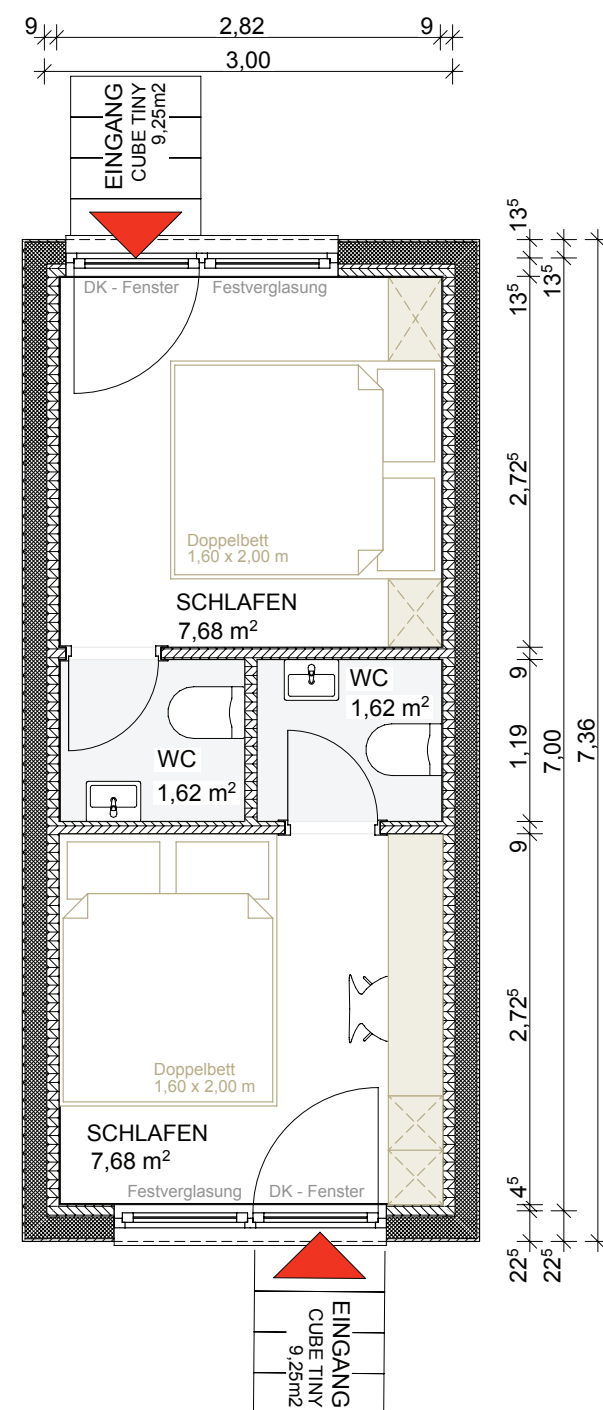 9 2,82 9
3,00
EINGANG
CUBE TINY
9,25m2
DK - Fenster Festverglasung
Doppelbett
1,60 x 2,00 m
SCHLAFEN
7,68 m²
WC
1,62 m²
WC
1,62 m²
Doppelbett
1,60 x 2,00 m
SCHLAFEN
7,68 m²
Festverglasung DK - Fenster
EINGANG
CUBE TINY
9,25m2
13⁵
13⁵
2,72⁵
9
1,19
9
2,72⁵
4⁵
22⁵
13⁵
7,00
22⁵
7,36